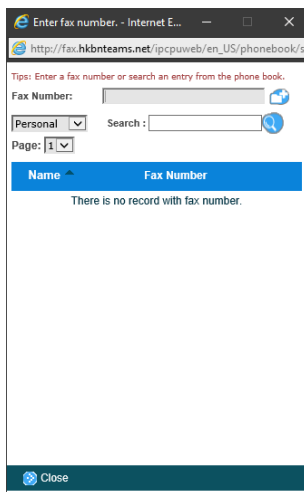 Enter fax number. - Internet E...
http://fax.hkbnteams.net/ipcpuweb/en_US/phonebook/s
Tips: Enter a fax number or search an entry from the phone book.
Fax Number:
Personal Search :
Page: 1
Name Fax Number
There is no record with fax number.
Close